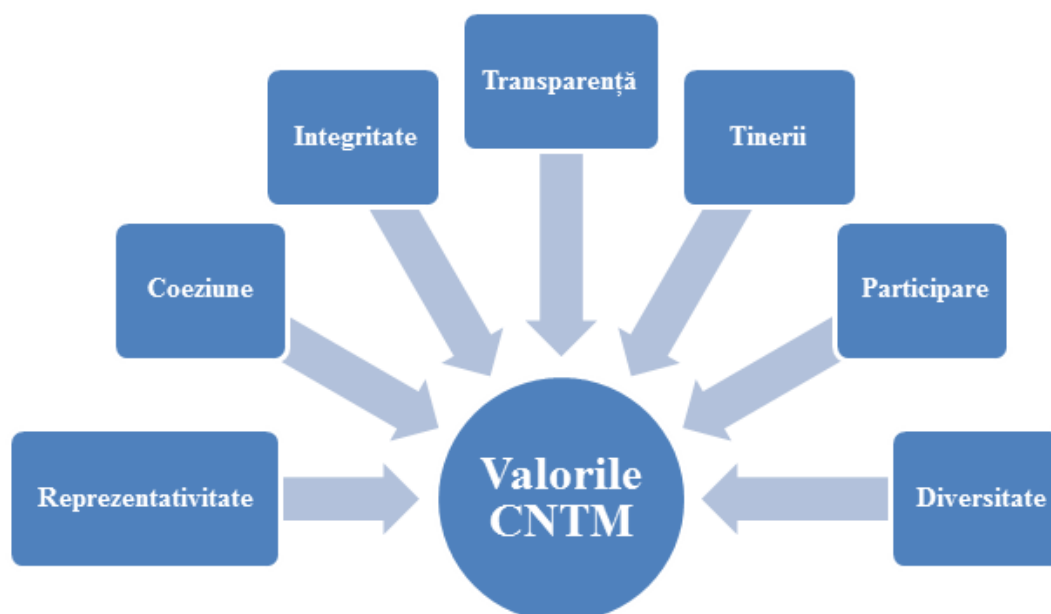 Transparență
Integritate
Tinerii
Coeziune
Participare
Reprezentativitate
Valorile
CNTM
Diversitate